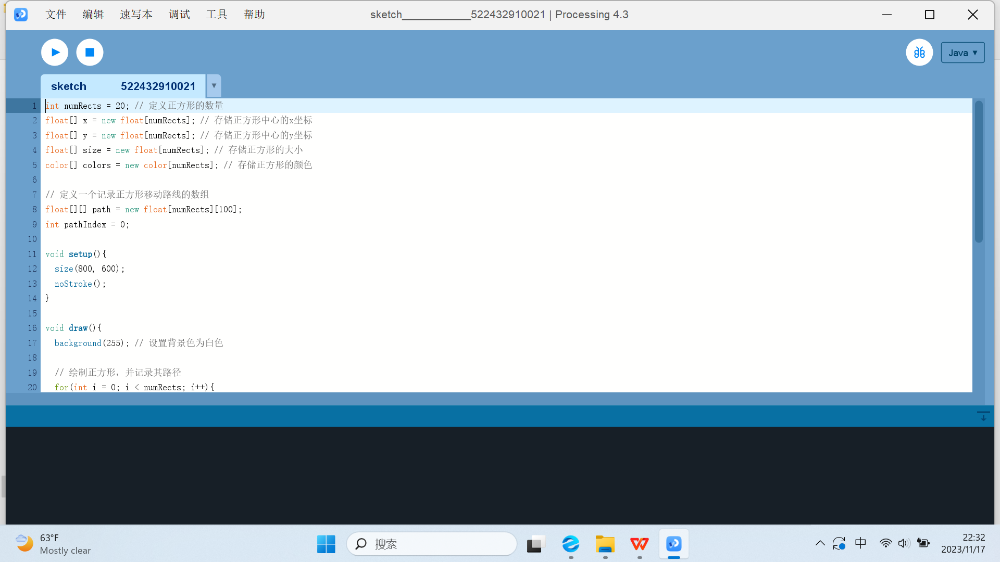 文件 编辑 速写本 调试 工具 帮助 sketch____________522432910021 | Processing 4.3
Java ▼
sketch 522432910021 ▼
1 int numRects = 20; // 定义正方形的数量
2 float[] x = new float[numRects]; // 存储正方形中心的x坐标
3 float[] y = new float[numRects]; // 存储正方形中心的y坐标
4 float[] size = new float[numRects]; // 存储正方形的大小
5 color[] colors = new color[numRects]; // 存储正方形的颜色
6
7 // 定义一个记录正方形移动路线的数组
8 float[][] path = new float[numRects][100];
9 int pathIndex = 0;
10
11 void setup(){
12   size(800, 600);
13   noStroke();
14 }
15
16 void draw(){
17   background(255); // 设置背景色为白色
18
19   // 绘制正方形，并记录其路径
20   for(int i = 0; i < numRects; i++){
63°F
Mostly clear
搜索
中
22:32
2023/11/17